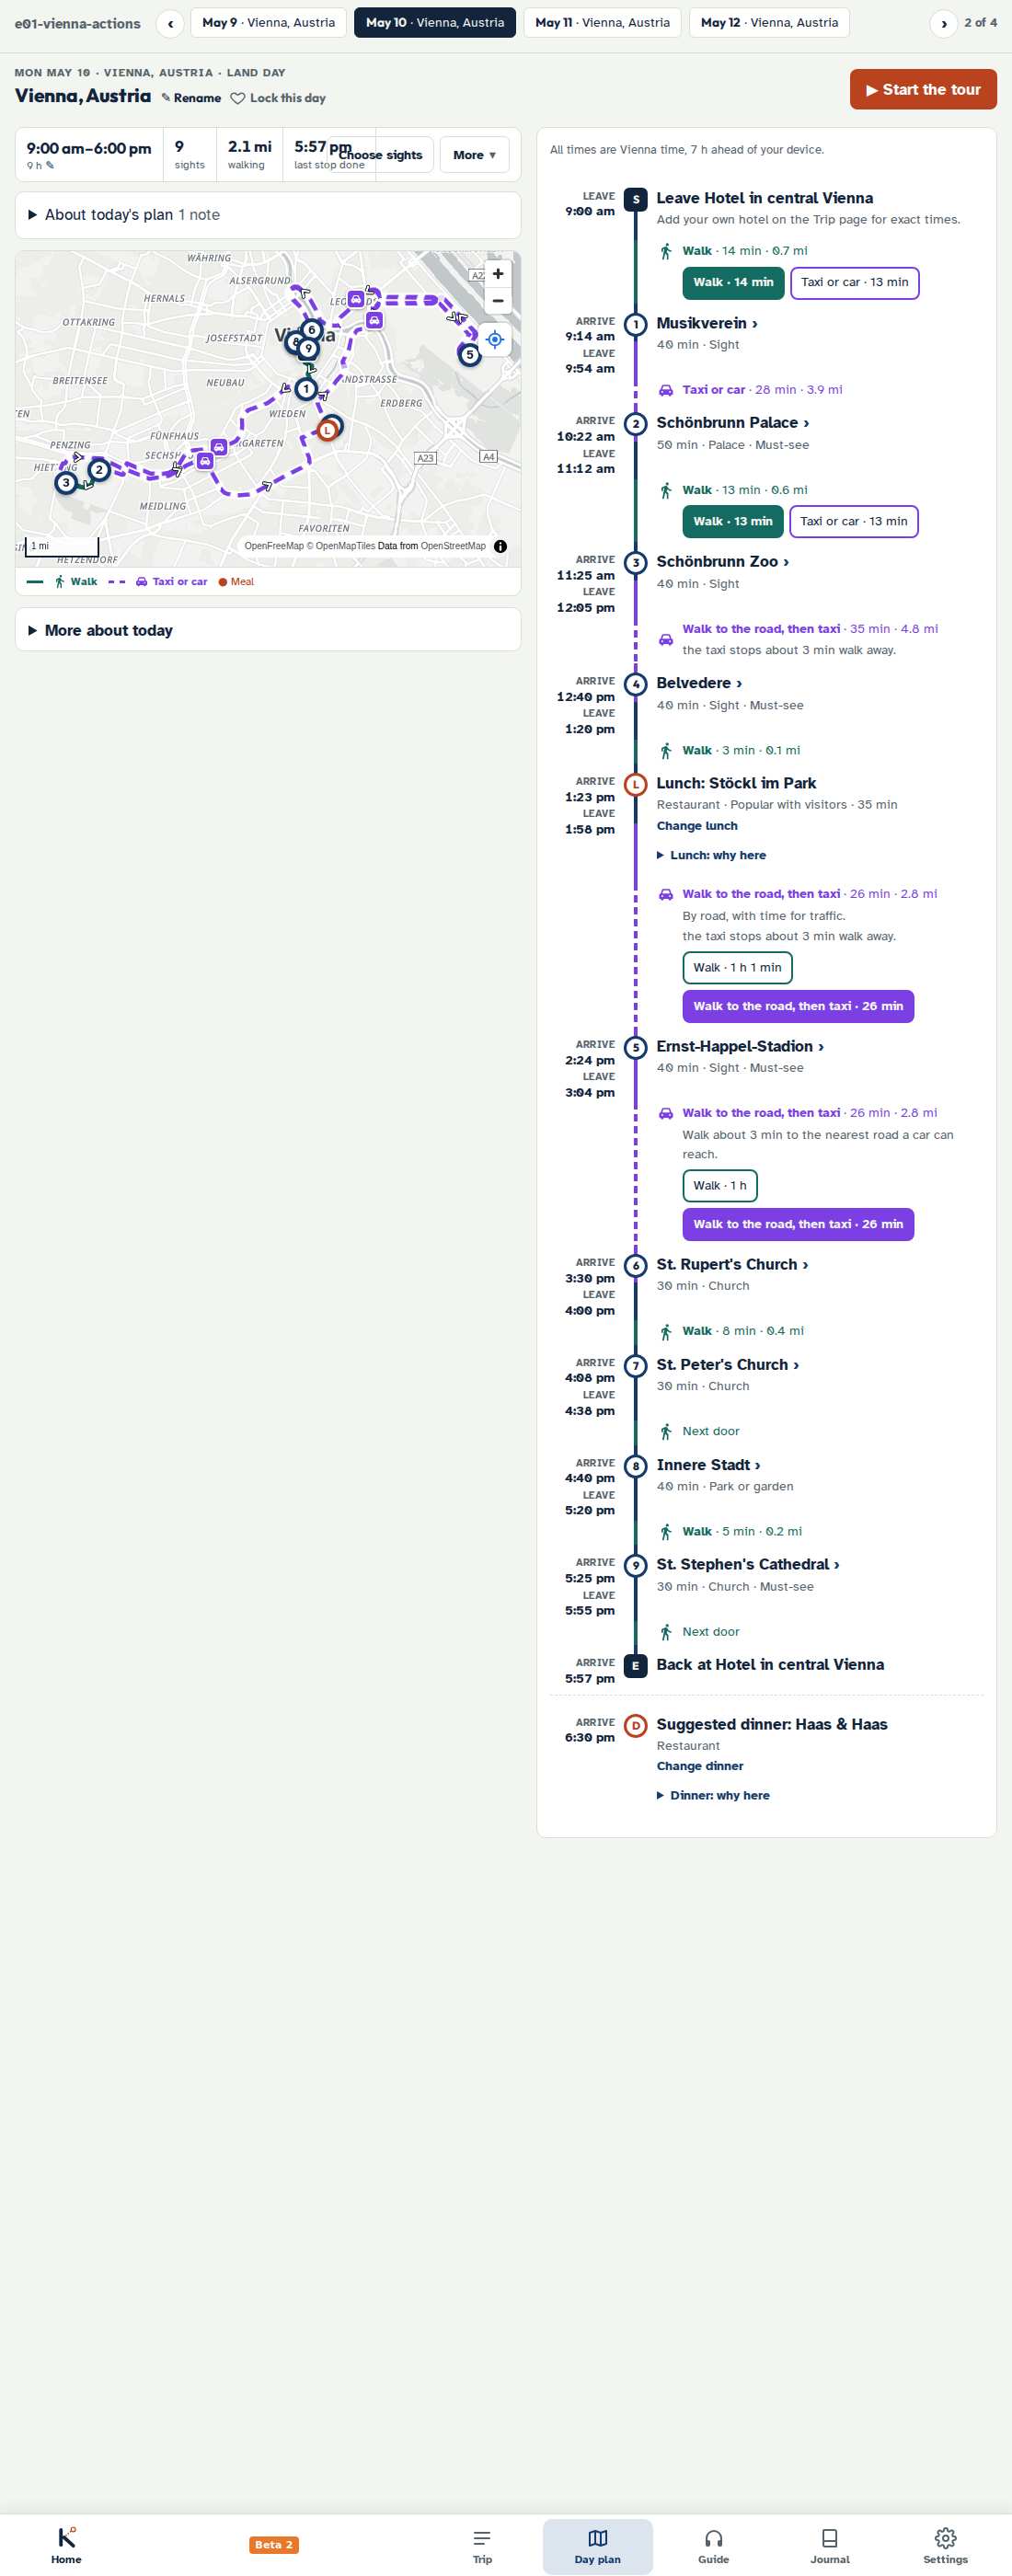 e01-vienna-actions
‹
May 9 · Vienna, Austria
May 10 · Vienna, Austria
May 11 · Vienna, Austria
May 12 · Vienna, Austria
›
2 of 4
MON MAY 10 · VIENNA, AUSTRIA · LAND DAY
Vienna, Austria ✎ Rename Lock this day
▶ Start the tour
9:00 am–6:00 pm
9 h ✎
9
sights
2.1 mi
walking
5:57 pm
last stop done
Choose sights
More ▼
▶ About today's plan 1 note
WÄHRING
ALSERGRUND
HERNALS
OTTAKRING
JOSEFSTADT
BREITENSEE
NEUBAU
ERDBERG
WIEDEN
PENZING
FÜNFHAUS
MEIDLING
FAVORITEN
HETZENDORF
A23
A4
+
−
6
8
9
1
5
L
2
3
1 mi
OpenFreeMap © OpenMapTiles Data from OpenStreetMap
Walk
Taxi or car
Meal
▶ More about today
All times are Vienna time, 7 h ahead of your device.
LEAVE
9:00 am
S
Leave Hotel in central Vienna
Add your own hotel on the Trip page for exact times.
Walk · 14 min · 0.7 mi
Walk · 14 min
Taxi or car · 13 min
ARRIVE
9:14 am
LEAVE
9:54 am
1
Musikverein ›
40 min · Sight
Taxi or car · 28 min · 3.9 mi
ARRIVE
10:22 am
LEAVE
11:12 am
2
Schönbrunn Palace ›
50 min · Palace · Must-see
Walk · 13 min · 0.6 mi
Walk · 13 min
Taxi or car · 13 min
ARRIVE
11:25 am
LEAVE
12:05 pm
3
Schönbrunn Zoo ›
40 min · Sight
Walk to the road, then taxi · 35 min · 4.8 mi
the taxi stops about 3 min walk away.
ARRIVE
12:40 pm
LEAVE
1:20 pm
4
Belvedere ›
40 min · Sight · Must-see
Walk · 3 min · 0.1 mi
ARRIVE
1:23 pm
LEAVE
1:58 pm
L
Lunch: Stöckl im Park
Restaurant · Popular with visitors · 35 min
Change lunch
▶ Lunch: why here
Walk to the road, then taxi · 26 min · 2.8 mi
By road, with time for traffic.
the taxi stops about 3 min walk away.
Walk · 1 h 1 min
Walk to the road, then taxi · 26 min
ARRIVE
2:24 pm
LEAVE
3:04 pm
5
Ernst-Happel-Stadion ›
40 min · Sight · Must-see
Walk to the road, then taxi · 26 min · 2.8 mi
Walk about 3 min to the nearest road a car can
reach.
Walk · 1 h
Walk to the road, then taxi · 26 min
ARRIVE
3:30 pm
LEAVE
4:00 pm
6
St. Rupert's Church ›
30 min · Church
Walk · 8 min · 0.4 mi
ARRIVE
4:08 pm
LEAVE
4:38 pm
7
St. Peter's Church ›
30 min · Church
Next door
ARRIVE
4:40 pm
LEAVE
5:20 pm
8
Innere Stadt ›
40 min · Park or garden
Walk · 5 min · 0.2 mi
ARRIVE
5:25 pm
LEAVE
5:55 pm
9
St. Stephen's Cathedral ›
30 min · Church · Must-see
Next door
ARRIVE
5:57 pm
E
Back at Hotel in central Vienna
ARRIVE
6:30 pm
D
Suggested dinner: Haas & Haas
Restaurant
Change dinner
▶ Dinner: why here
Home
Beta 2
Trip
Day plan
Guide
Journal
Settings